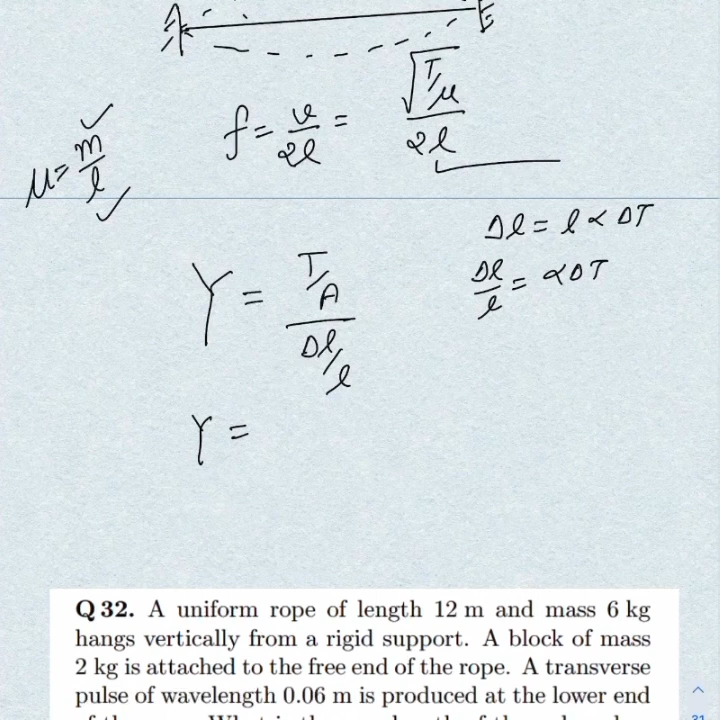 μ = m/l
f = v/2l = √(T/μ)/2l
Δl = l α ΔT
Δl/l = αΔT
Y = (T/A)/(Δl/l)
Y =
Q 32. A uniform rope of length 12 m and mass 6 kg
hangs vertically from a rigid support. A block of mass
2 kg is attached to the free end of the rope. A transverse
pulse of wavelength 0.06 m is produced at the lower end